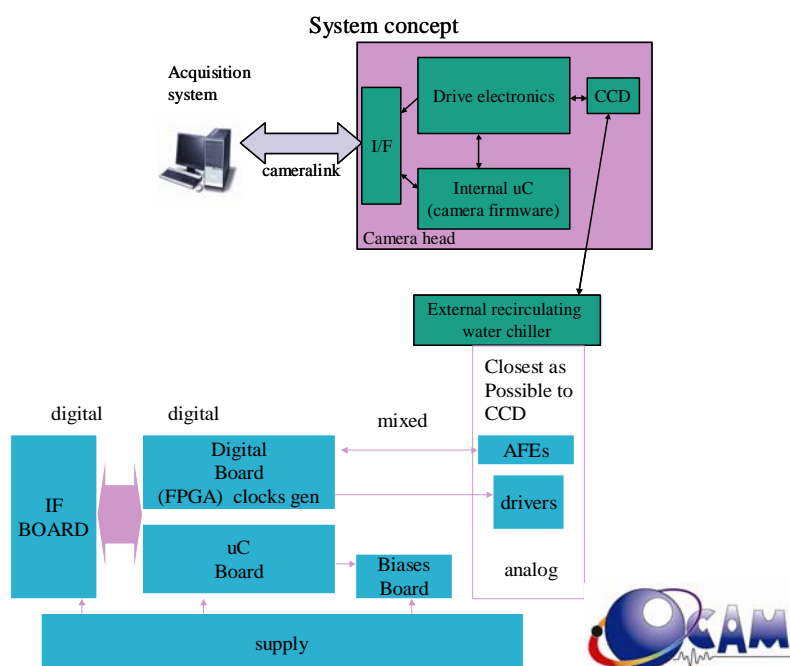 System concept
Acquisition
system
cameralink
I/F
Drive electronics
CCD
Internal uC
(camera firmware)
Camera head
External recirculating
water chiller
Closest as
Possible to
CCD
digital
digital
mixed
IF
BOARD
Digital
Board
(FPGA) clocks gen
AFEs
drivers
uC
Board
Biases
Board
analog
supply
OCAM